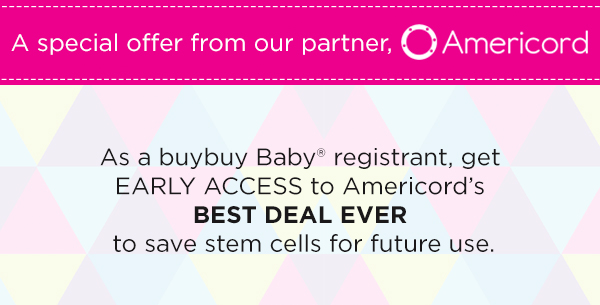 A special offer from our partner, Americord
As a buybuy Baby® registrant, get
EARLY ACCESS to Americord's
BEST DEAL EVER
to save stem cells for future use.